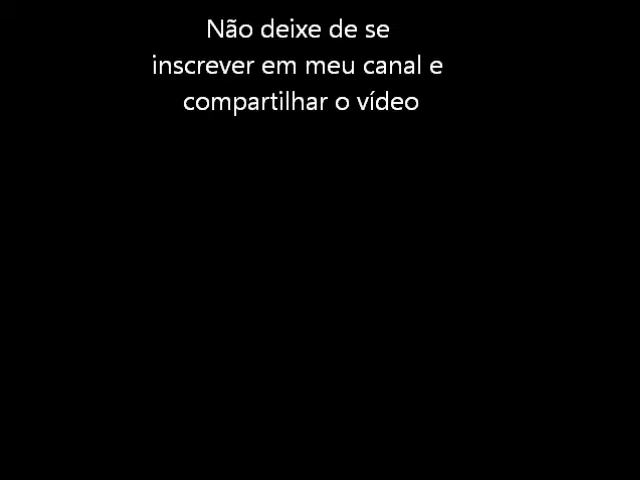 Não deixe de se
inscrever em meu canal e
compartilhar o vídeo